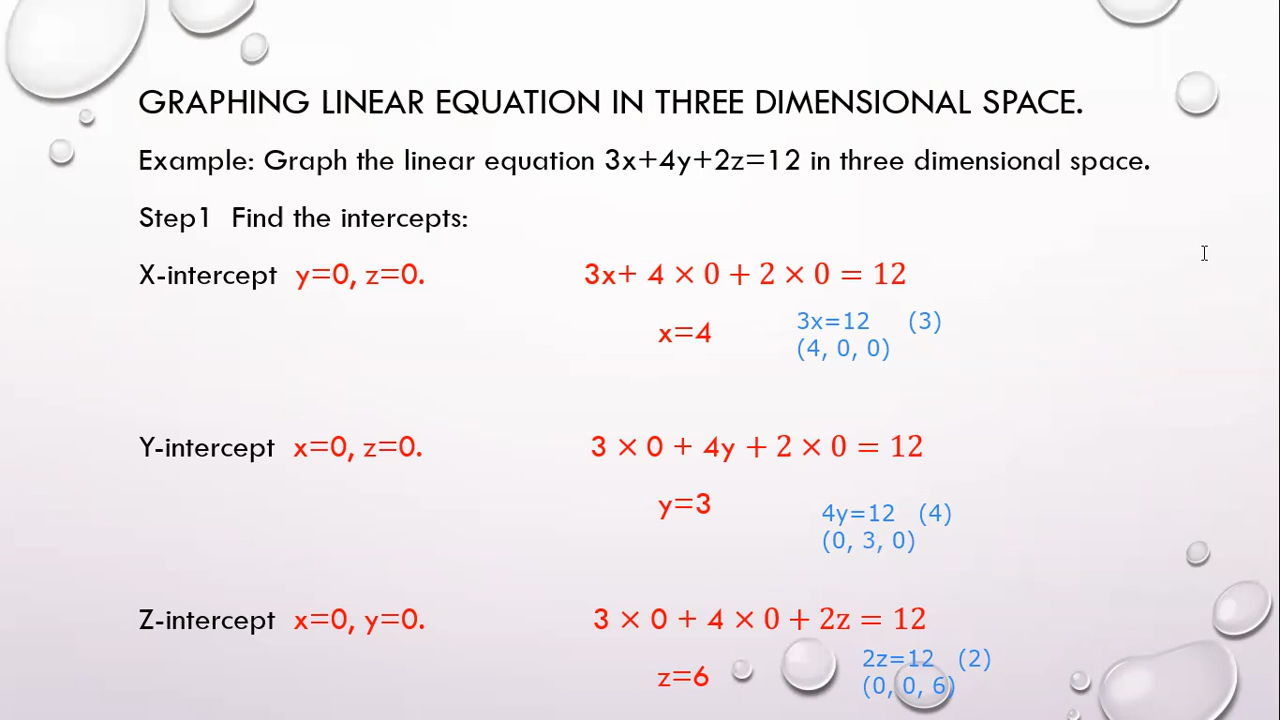 GRAPHING LINEAR EQUATION IN THREE DIMENSIONAL SPACE.
Example: Graph the linear equation 3x+4y+2z=12 in three dimensional space.
Step1 Find the intercepts:
X-intercept y=0, z=0. 3x+ 4 × 0 + 2 × 0 = 12
x=4 3x=12 (3)
(4, 0, 0)
Y-intercept x=0, z=0. 3 × 0 + 4y + 2 × 0 = 12
y=3 4y=12 (4)
(0, 3, 0)
Z-intercept x=0, y=0. 3 × 0 + 4 × 0 + 2z = 12
z=6 2z=12 (2)
(0, 0, 6)